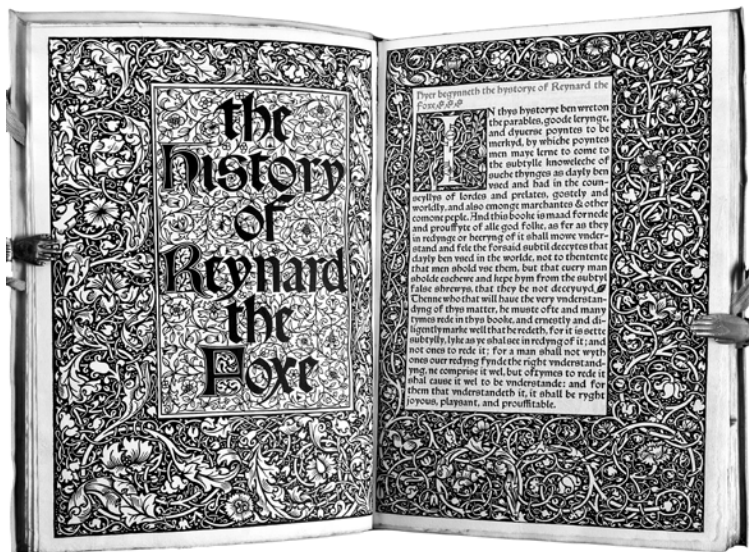 the
history
of
Reynard
the
Foxe
Hyer begynneth the hystorye of Reynard the
Foxe
IN thys hystorye ben wreton
the parables, goode lerynge,
and dyuerse poyntes to be
merkyd, by whiche poyntes
men maye lerne to come to
the subtylle knoweleche of
suche thynges as dayly ben
vsed and had in the coun-
seyllys of lordes and prelates, gostely and
worldly, and also emonge marchantes & other
comone peple. And this booke is maad for nede
and prouffyte of alle god folke, as fer as they
in redynge or heeryng of it shall mowe vnder-
stand and fele the forsaid subtil deceytes that
dayly ben vsed in the worlde, not to thentente
that men shold vse them, but that euery man
sholde eschewe and kepe hym from the subtyl
false shrewys, that they be not deceyuyd.
Thenne who that will haue the very vnderstan-
dyng of thys matter, he muste ofte and many
tymes rede in thys booke, and ernestly and di-
ligently marke well that he redeth, for it is sette
subtylly, lyke as ye shal see in redyng of it; and
not ones to rede it; for a man shall not wyth
ones ouer redyng fynde the right vnderstand-
yng, ne comprise it wel, but oftymes to rede it
shal cause it wel to be vnderstande: and for
them that vnderstandeth it, it shall be ryght
joyous, playsant, and prouffitable.